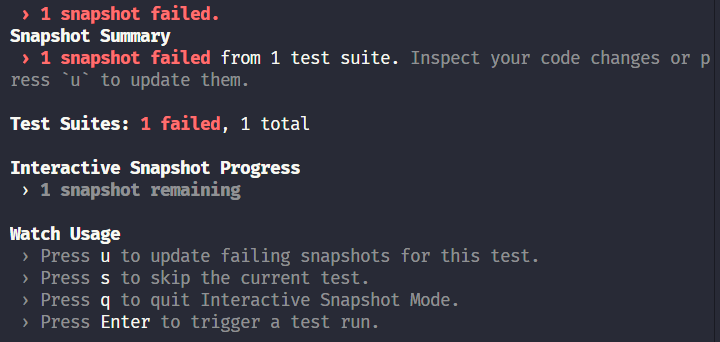 › 1 snapshot failed.
Snapshot Summary
› 1 snapshot failed from 1 test suite. Inspect your code changes or p
ress `u` to update them.
Test Suites: 1 failed, 1 total
Interactive Snapshot Progress
› 1 snapshot remaining
Watch Usage
› Press u to update failing snapshots for this test.
› Press s to skip the current test.
› Press q to quit Interactive Snapshot Mode.
› Press Enter to trigger a test run.